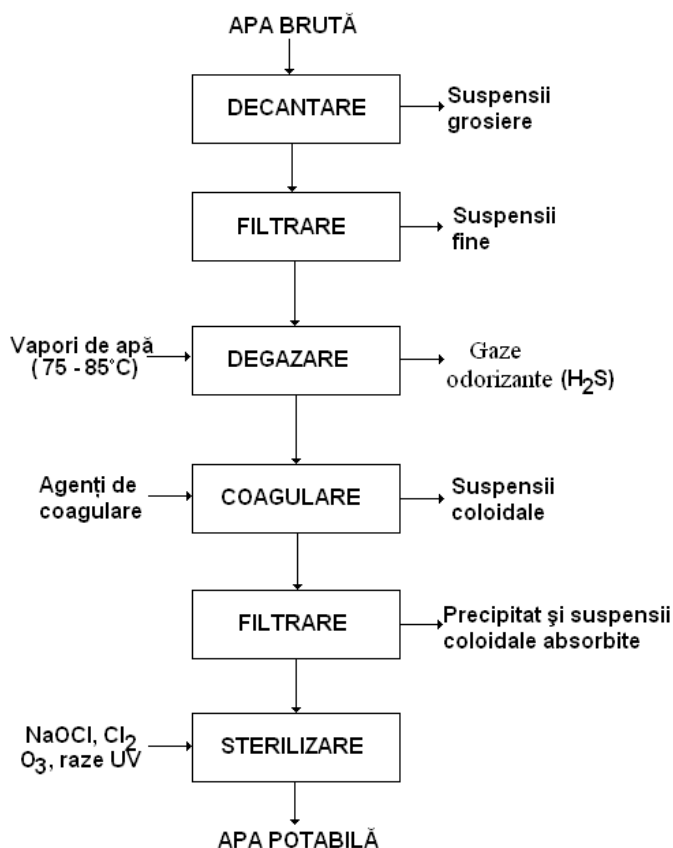 APA BRUTĂ
DECANTARE
Suspensii
grosiere
FILTRARE
Suspensii
fine
Vapori de apă
( 75 - 85°C)
DEGAZARE
Gaze
odorizante (H2S)
Agenți de
coagulare
COAGULARE
Suspensii
coloidale
FILTRARE
Precipitat şi suspensii
coloidale absorbite
NaOCl, Cl2
O3, raze UV
STERILIZARE
APA POTABILĂ